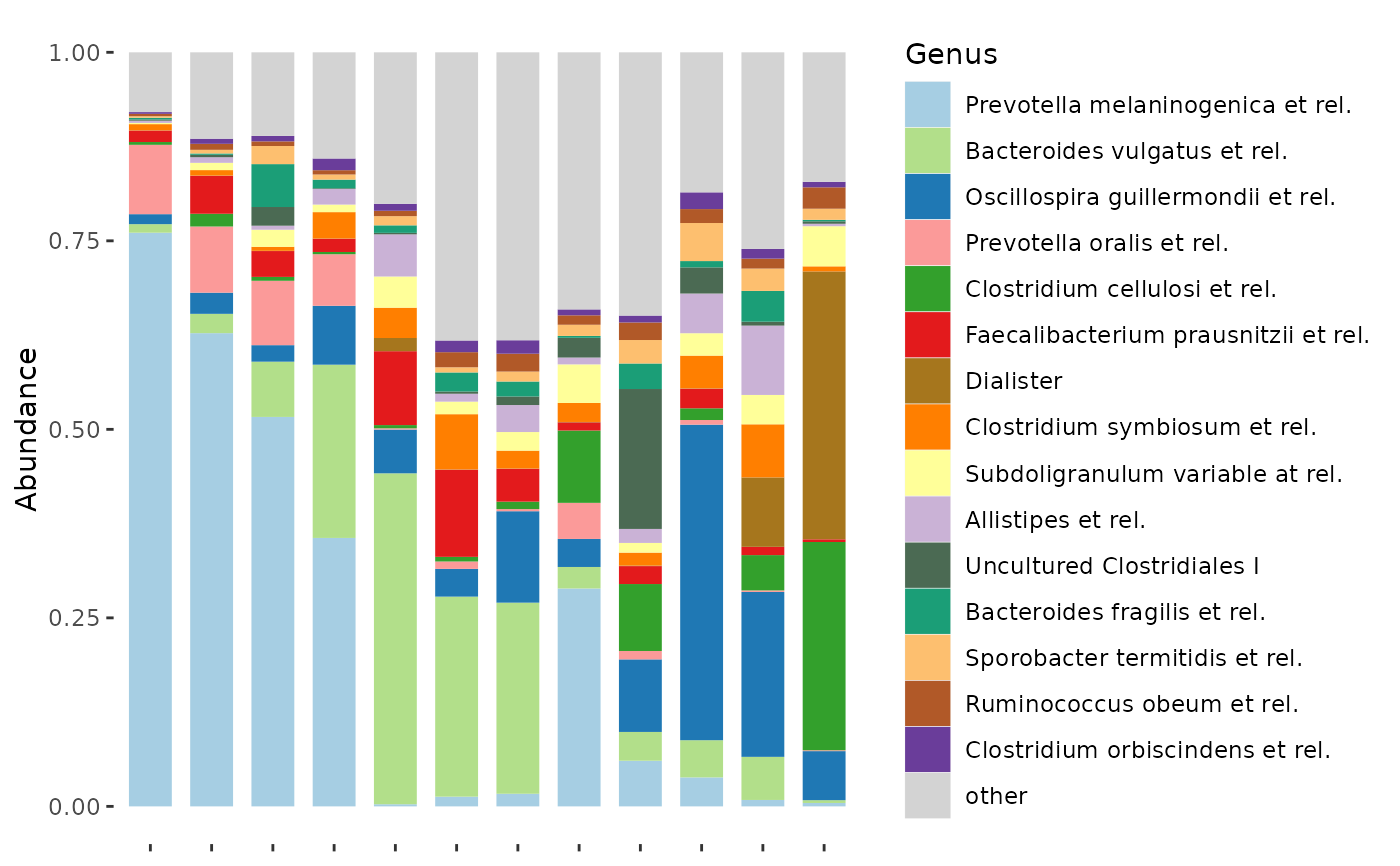 1.00
0.75
0.50
0.25
0.00
Abundance
Genus
Prevotella melaninogenica et rel.
Bacteroides vulgatus et rel.
Oscillospira guillermondii et rel.
Prevotella oralis et rel.
Clostridium cellulosi et rel.
Faecalibacterium prausnitzii et rel.
Dialister
Clostridium symbiosum et rel.
Subdoligranulum variable at rel.
Allistipes et rel.
Uncultured Clostridiales I
Bacteroides fragilis et rel.
Sporobacter termitidis et rel.
Ruminococcus obeum et rel.
Clostridium orbiscindens et rel.
other